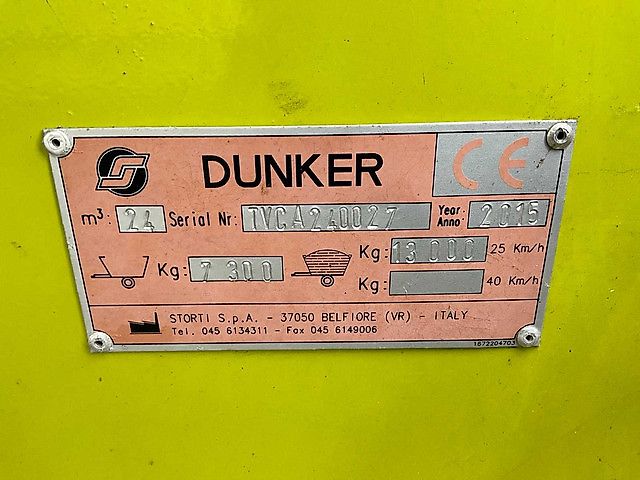 DUNKER
CE
m³: 24 Serial Nr: TVCA240027 Year Anno: 2015
Kg: 7 300 Kg: 13 000 25 Km/h
Kg: 40 Km/h
STORTI S.p.A. - 37050 BELFIORE (VR) - ITALY
Tel. 045 6134311 - Fax 045 6149006
1672204703